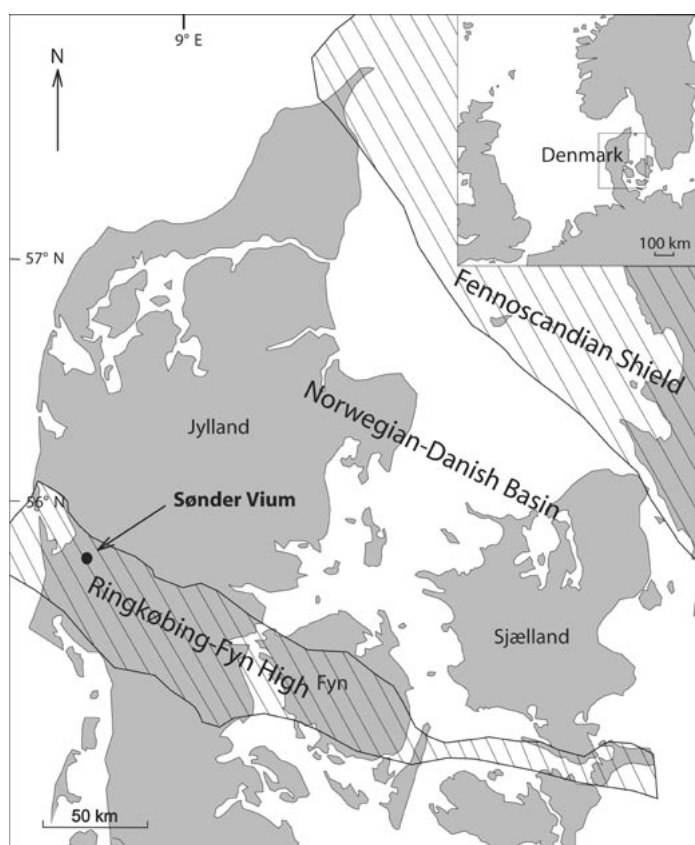 9° E
N
Denmark
100 km
57° N
Fennoscandian Shield
Norwegian-Danish Basin
Jylland
56° N
Sønder Vium
Ringkøbing-Fyn High
Sjælland
Fyn
50 km